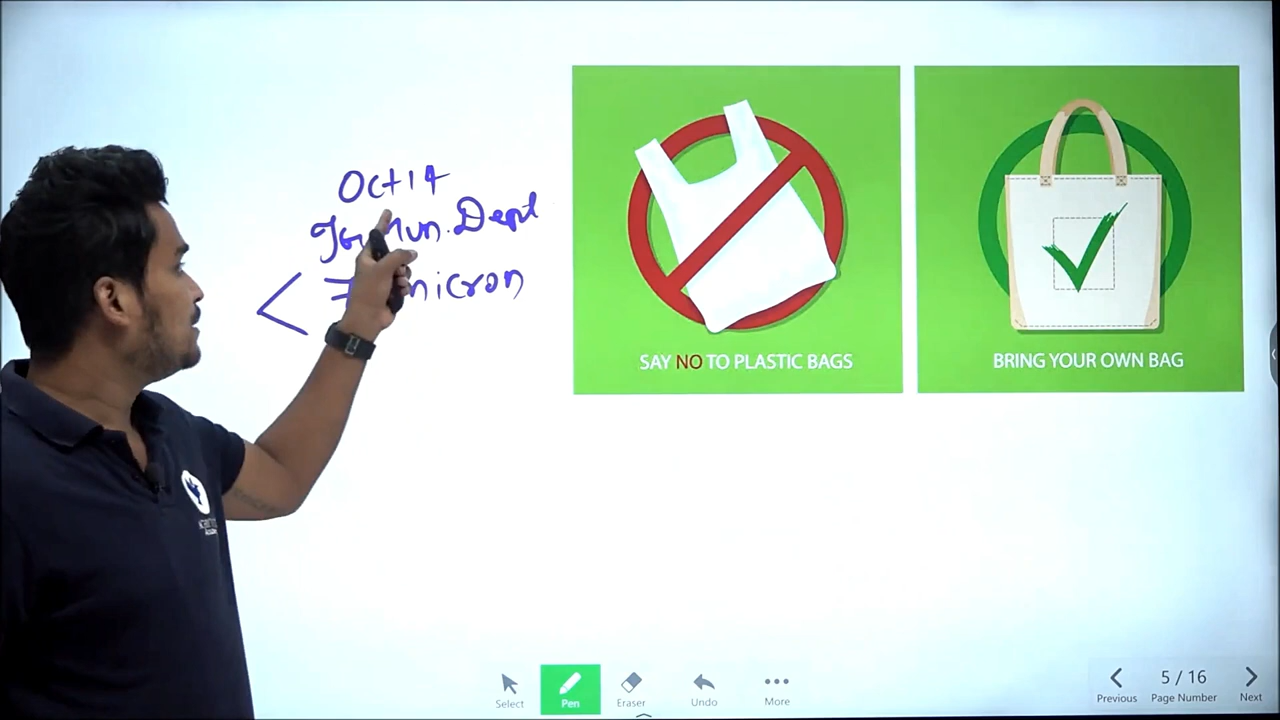 Oct 14
Mun. Dept
< micron
SAY NO TO PLASTIC BAGS
BRING YOUR OWN BAG
Select
Pen
Eraser
Undo
More
Previous
5 / 16
Page Number
Next